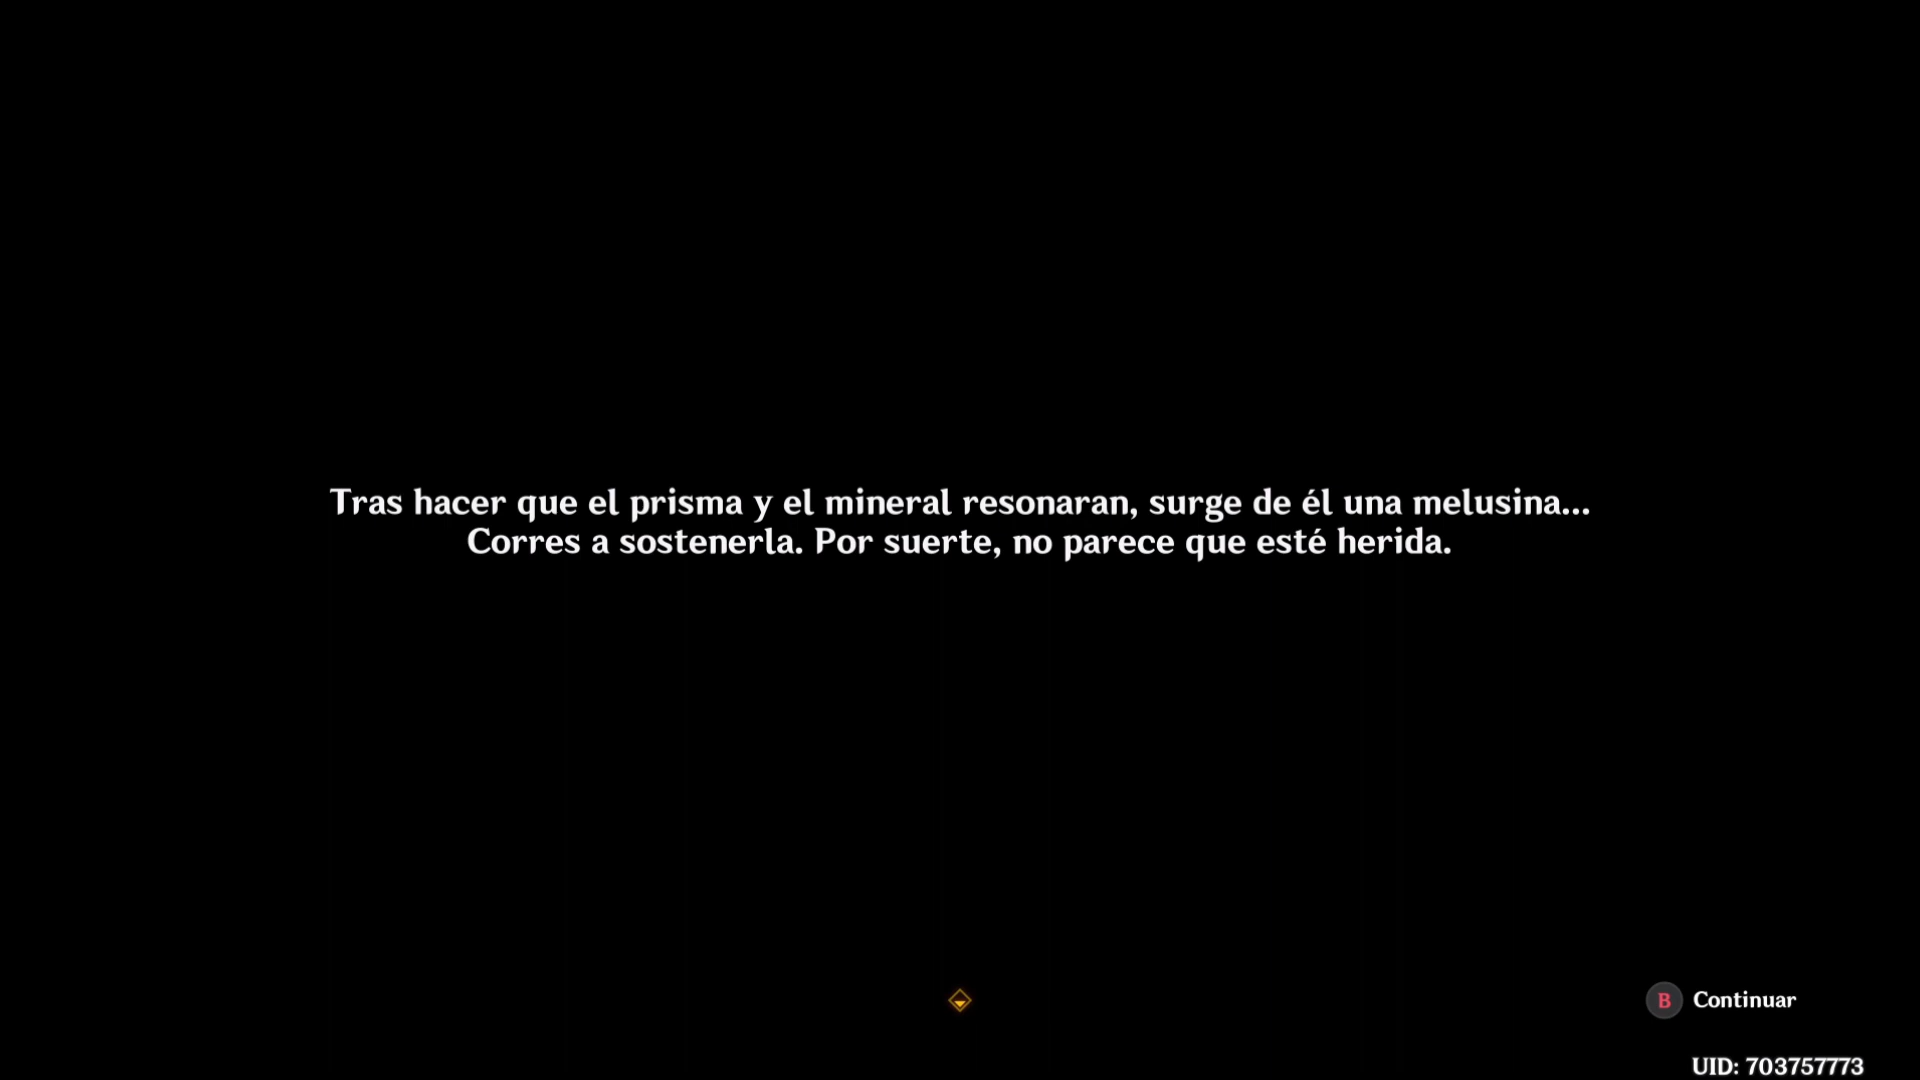 Tras hacer que el prisma y el mineral resonaran, surge de él una melusina...
Corres a sostenerla. Por suerte, no parece que esté herida.
B Continuar
UID: 703757773